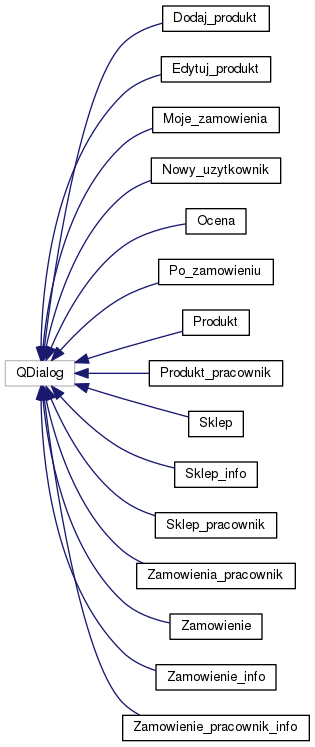 Dodaj_produkt
Edytuj_produkt
Moje_zamowienia
Nowy_uzytkownik
Ocena
Po_zamowieniu
Produkt
QDialog
Produkt_pracownik
Sklep
Sklep_info
Sklep_pracownik
Zamowienia_pracownik
Zamowienie
Zamowienie_info
Zamowienie_pracownik_info